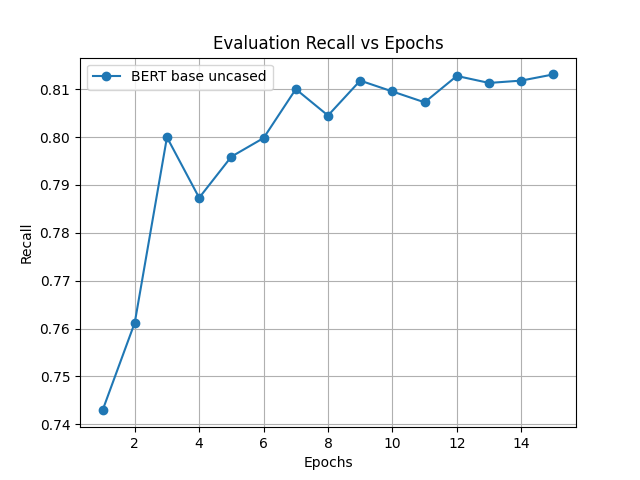 Evaluation Recall vs Epochs
BERT base uncased
Recall
0.81
0.80
0.79
0.78
0.77
0.76
0.75
0.74
2 4 6 8 10 12 14
Epochs